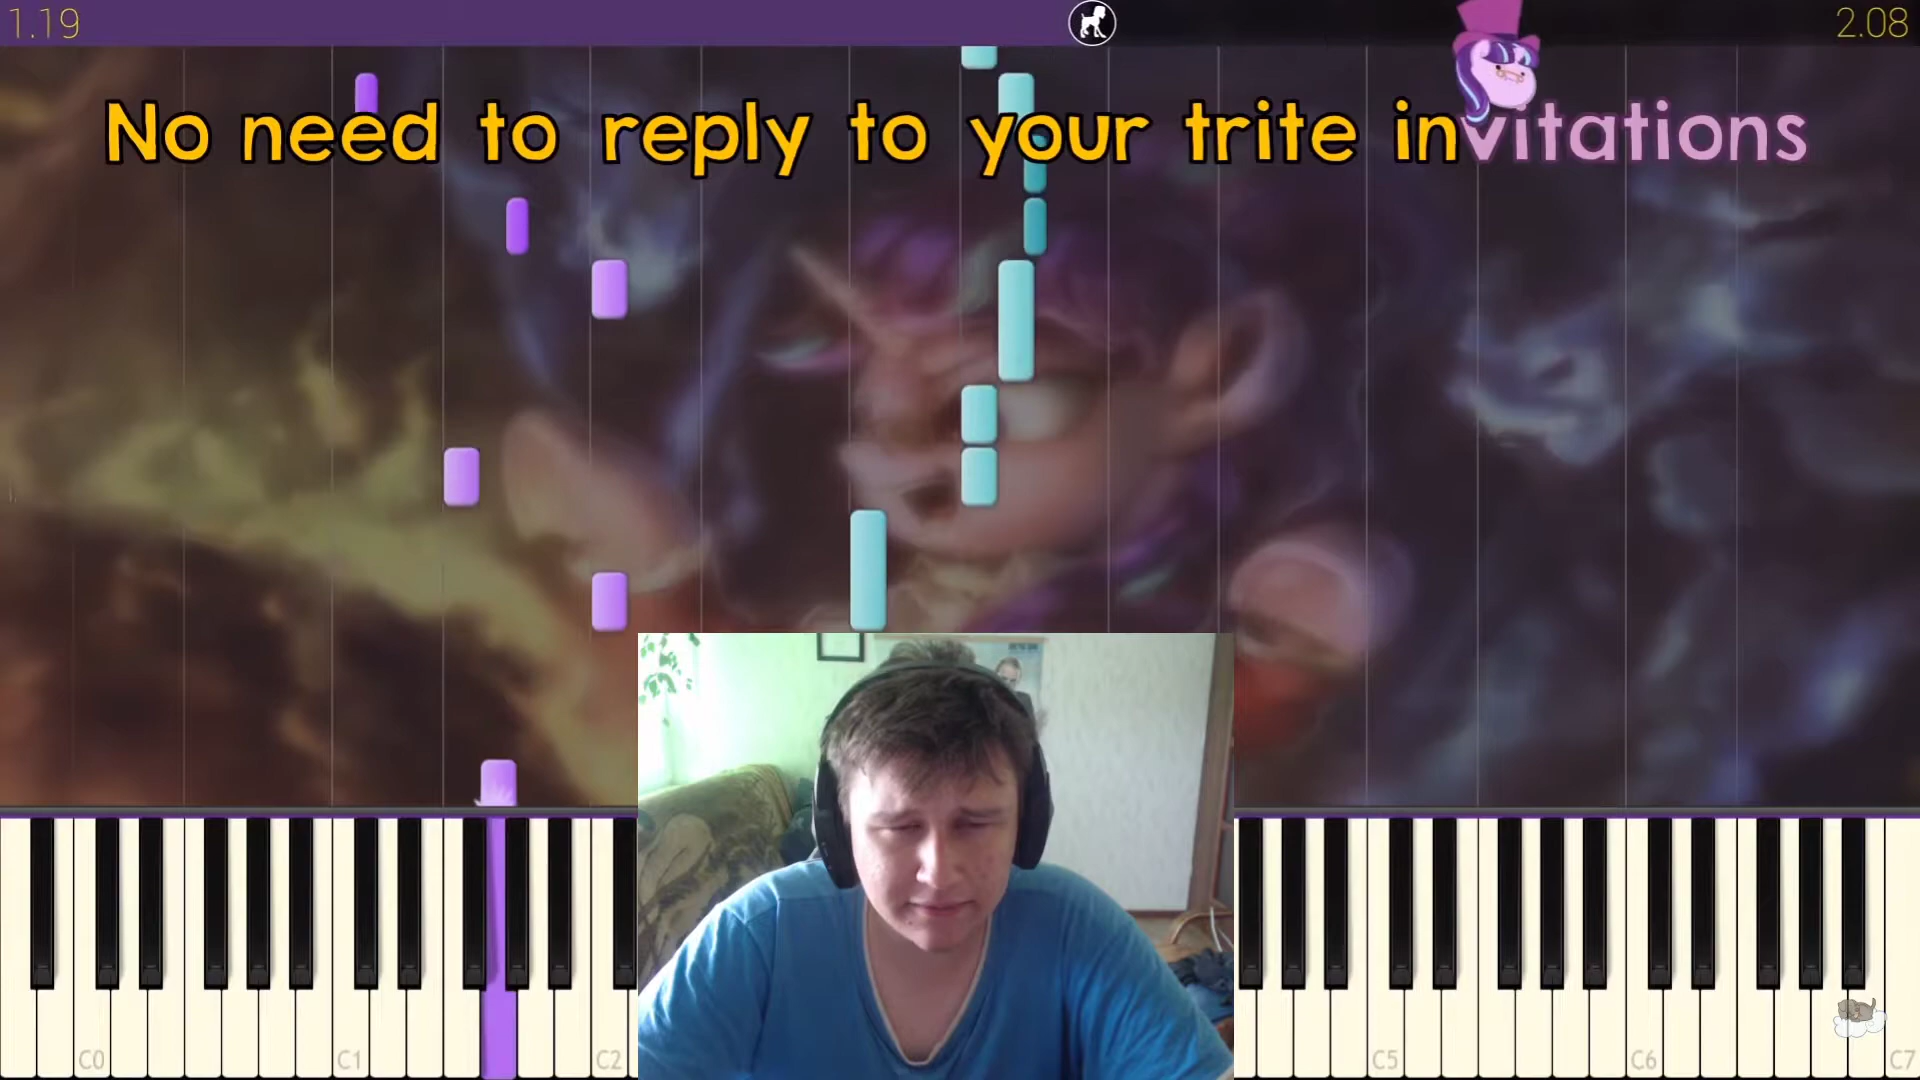 1.19
2.08
No need to reply to your trite invitations
C0
C1
C2
C5
C6
C7